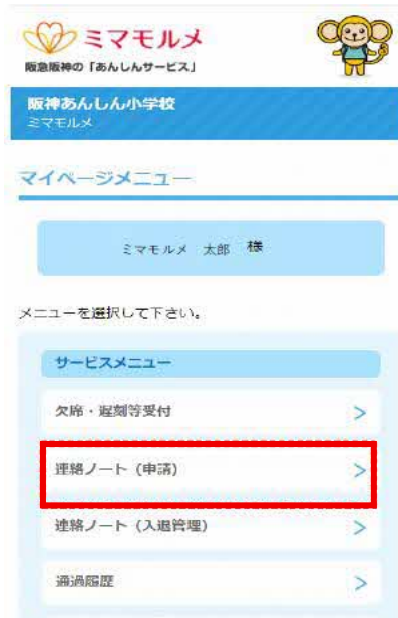 ミマモルメ
阪急阪神の「あんしんサービス」
阪神あんしん小学校
ミマモルメ
マイページメニュー
ミマモルメ 太郎 様
メニューを選択して下さい。
サービスメニュー
欠席・遅刻等受付
連絡ノート（申請）
連絡ノート（入退管理）
通過履歴